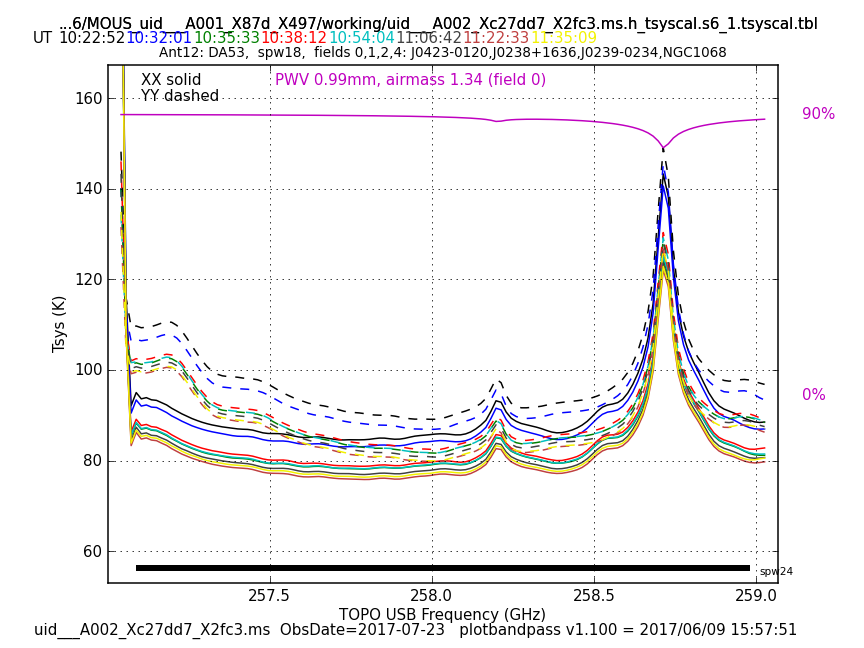 ...6/MOUS_uid___A001_X87d_X497/working/uid___A002_Xc27dd7_X2fc3.ms.h_tsyscal.s6_1.tsyscal.tbl
UT 10:22:52 10:32:01 10:35:33 10:38:12 10:54:04 11:06:42 11:22:33 11:35:09
Ant12: DA53, spw18, fields 0,1,2,4: J0423-0120,J0238+1636,J0239-0234,NGC1068
XX solid
PWV 0.99mm, airmass 1.34 (field 0)
YY dashed
160
140
120
100
80
60
Tsys (K)
90%
0%
spw24
257.5
258.0
258.5
259.0
TOPO USB Frequency (GHz)
uid___A002_Xc27dd7_X2fc3.ms ObsDate=2017-07-23 plotbandpass v1.100 = 2017/06/09 15:57:51